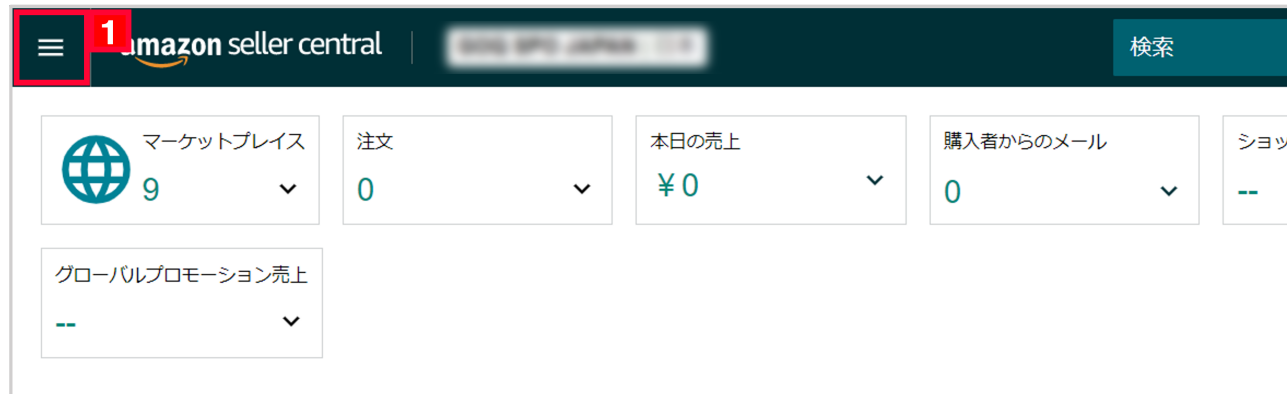 1
amazon seller central
検索
マーケットプレイス
9
注文
0
本日の売上
¥0
購入者からのメール
0
ショッ
--
グローバルプロモーション売上
--